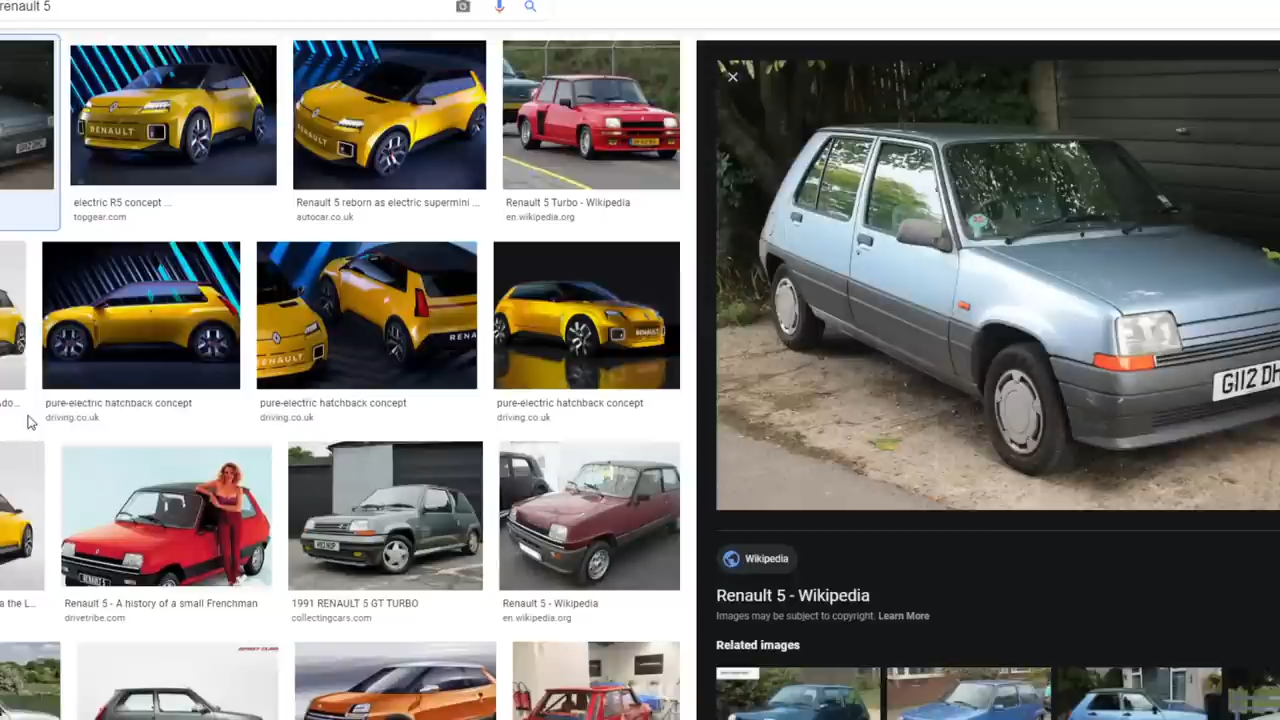 renault 5
RENAULT
electric R5 concept ...
topgear.com
Renault 5 reborn as electric supermini ...
autocar.co.uk
Renault 5 Turbo - Wikipedia
en.wikipedia.org
RENAULT
pure-electric hatchback concept
driving.co.uk
pure-electric hatchback concept
driving.co.uk
pure-electric hatchback concept
driving.co.uk
a the L...
RENAULT 5
Renault 5 - A history of a small Frenchman
drivetribe.com
1991 RENAULT 5 GT TURBO
collectingcars.com
Renault 5 - Wikipedia
en.wikipedia.org
G112 DH
Wikipedia
Renault 5 - Wikipedia
Images may be subject to copyright. Learn More
Related images